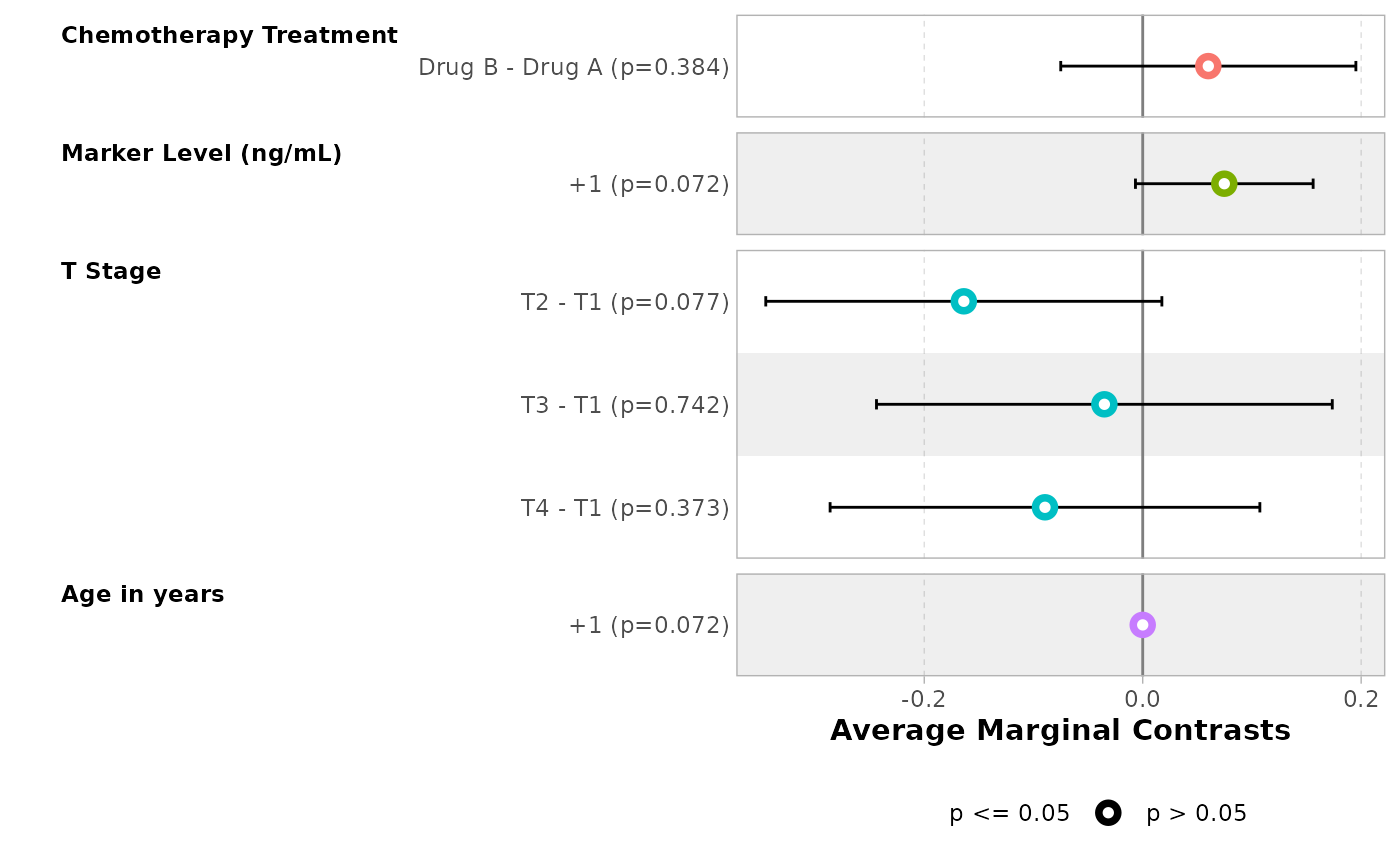 Chemotherapy Treatment
Drug B - Drug A (p=0.384)
Marker Level (ng/mL)
+1 (p=0.072)
T Stage
T2 - T1 (p=0.077)
T3 - T1 (p=0.742)
T4 - T1 (p=0.373)
Age in years
+1 (p=0.072)
-0.2 0.0 0.2
Average Marginal Contrasts
p <= 0.05 p > 0.05